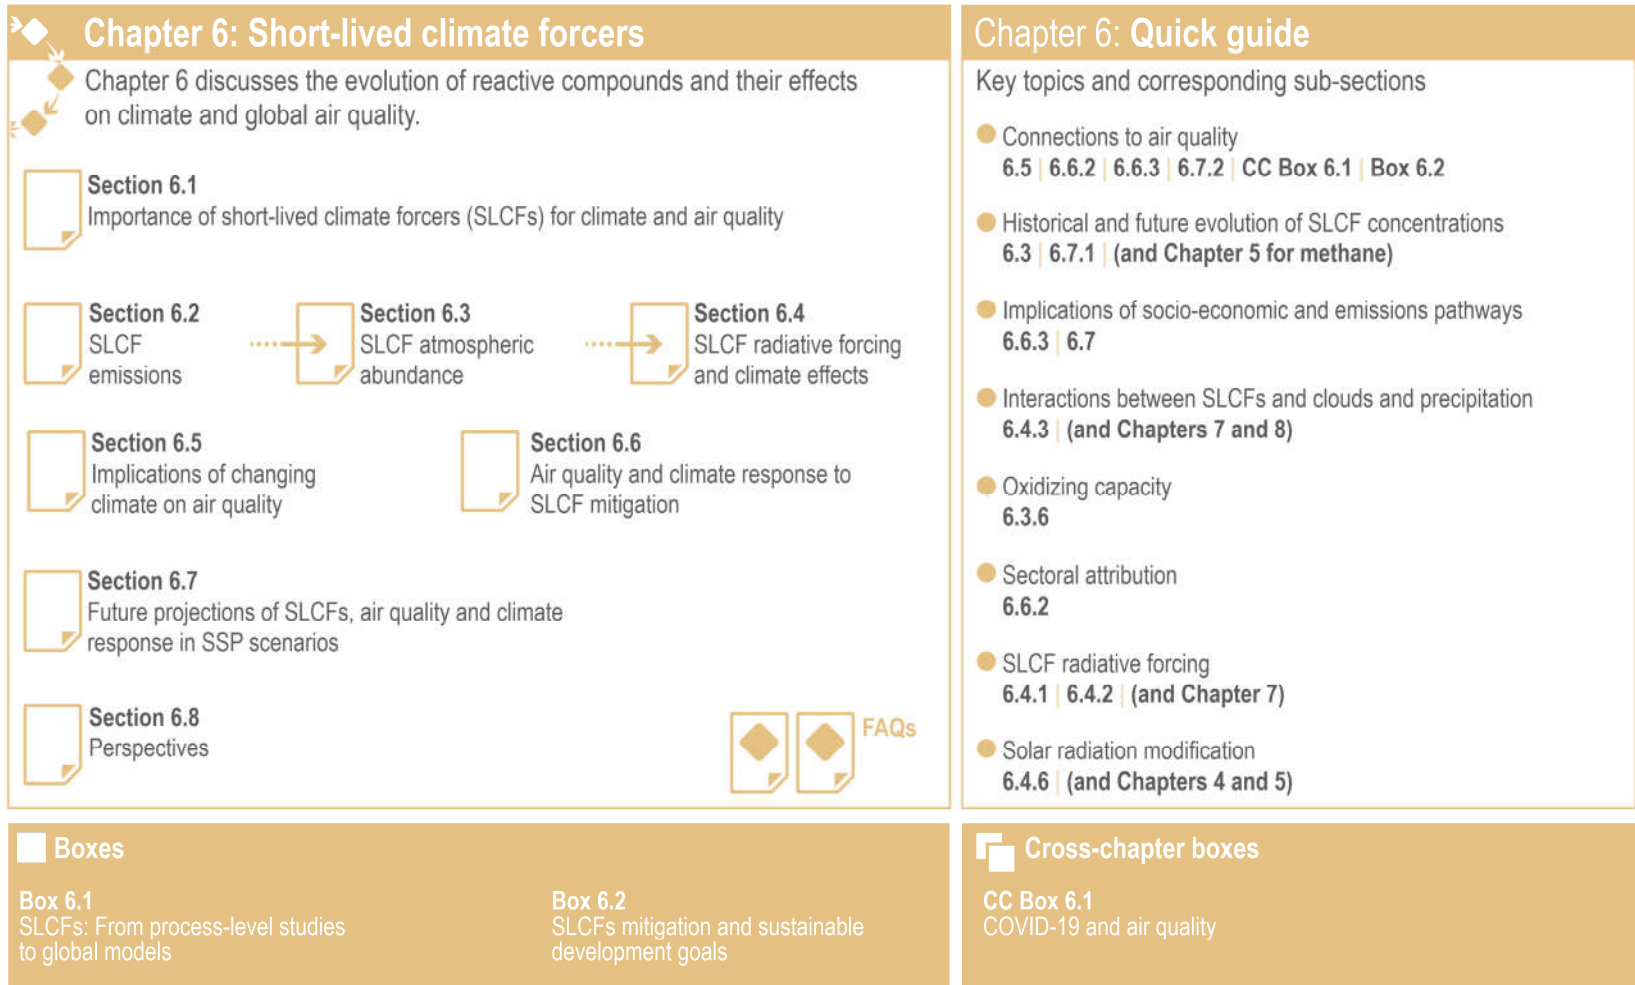 Chapter 6: Short-lived climate forcers
Chapter 6 discusses the evolution of reactive compounds and their effects
on climate and global air quality.
Section 6.1
Importance of short-lived climate forcers (SLCFs) for climate and air quality
Section 6.2
SLCF
emissions
Section 6.3
SLCF atmospheric
abundance
Section 6.4
SLCF radiative forcing
and climate effects
Section 6.5
Implications of changing
climate on air quality
Section 6.6
Air quality and climate response to
SLCF mitigation
Section 6.7
Future projections of SLCFs, air quality and climate
response in SSP scenarios
Section 6.8
Perspectives
FAQs
Chapter 6: Quick guide
Key topics and corresponding sub-sections
Connections to air quality
6.5 | 6.6.2 | 6.6.3 | 6.7.2 | CC Box 6.1 | Box 6.2
Historical and future evolution of SLCF concentrations
6.3 | 6.7.1 | (and Chapter 5 for methane)
Implications of socio-economic and emissions pathways
6.6.3 | 6.7
Interactions between SLCFs and clouds and precipitation
6.4.3 | (and Chapters 7 and 8)
Oxidizing capacity
6.3.6
Sectoral attribution
6.6.2
SLCF radiative forcing
6.4.1 | 6.4.2 | (and Chapter 7)
Solar radiation modification
6.4.6 | (and Chapters 4 and 5)
Boxes
Box 6.1
SLCFs: From process-level studies
to global models
Box 6.2
SLCFs mitigation and sustainable
development goals
Cross-chapter boxes
CC Box 6.1
COVID-19 and air quality